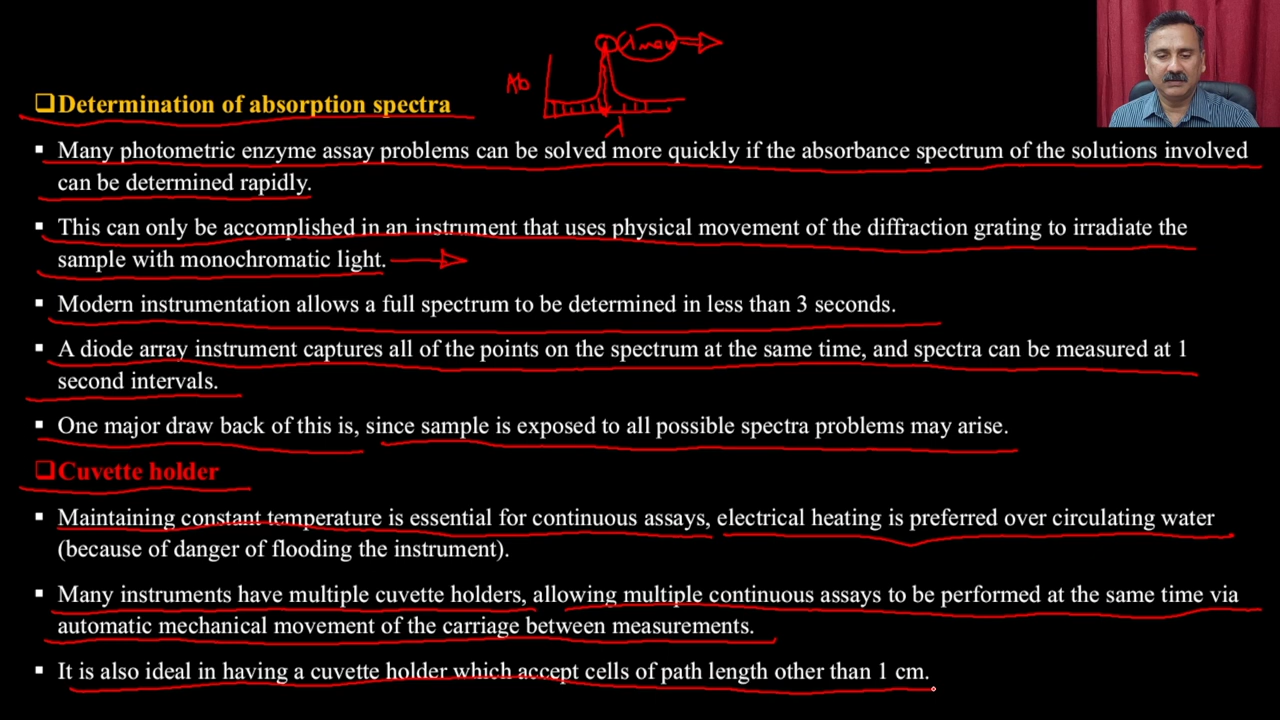 Ab
λmax
λ
❑Determination of absorption spectra
▪ Many photometric enzyme assay problems can be solved more quickly if the absorbance spectrum of the solutions involved
can be determined rapidly.
▪ This can only be accomplished in an instrument that uses physical movement of the diffraction grating to irradiate the
sample with monochromatic light.
▪ Modern instrumentation allows a full spectrum to be determined in less than 3 seconds.
▪ A diode array instrument captures all of the points on the spectrum at the same time, and spectra can be measured at 1
second intervals.
▪ One major draw back of this is, since sample is exposed to all possible spectra problems may arise.
❑Cuvette holder
▪ Maintaining constant temperature is essential for continuous assays, electrical heating is preferred over circulating water
(because of danger of flooding the instrument).
▪ Many instruments have multiple cuvette holders, allowing multiple continuous assays to be performed at the same time via
automatic mechanical movement of the carriage between measurements.
▪ It is also ideal in having a cuvette holder which accept cells of path length other than 1 cm.